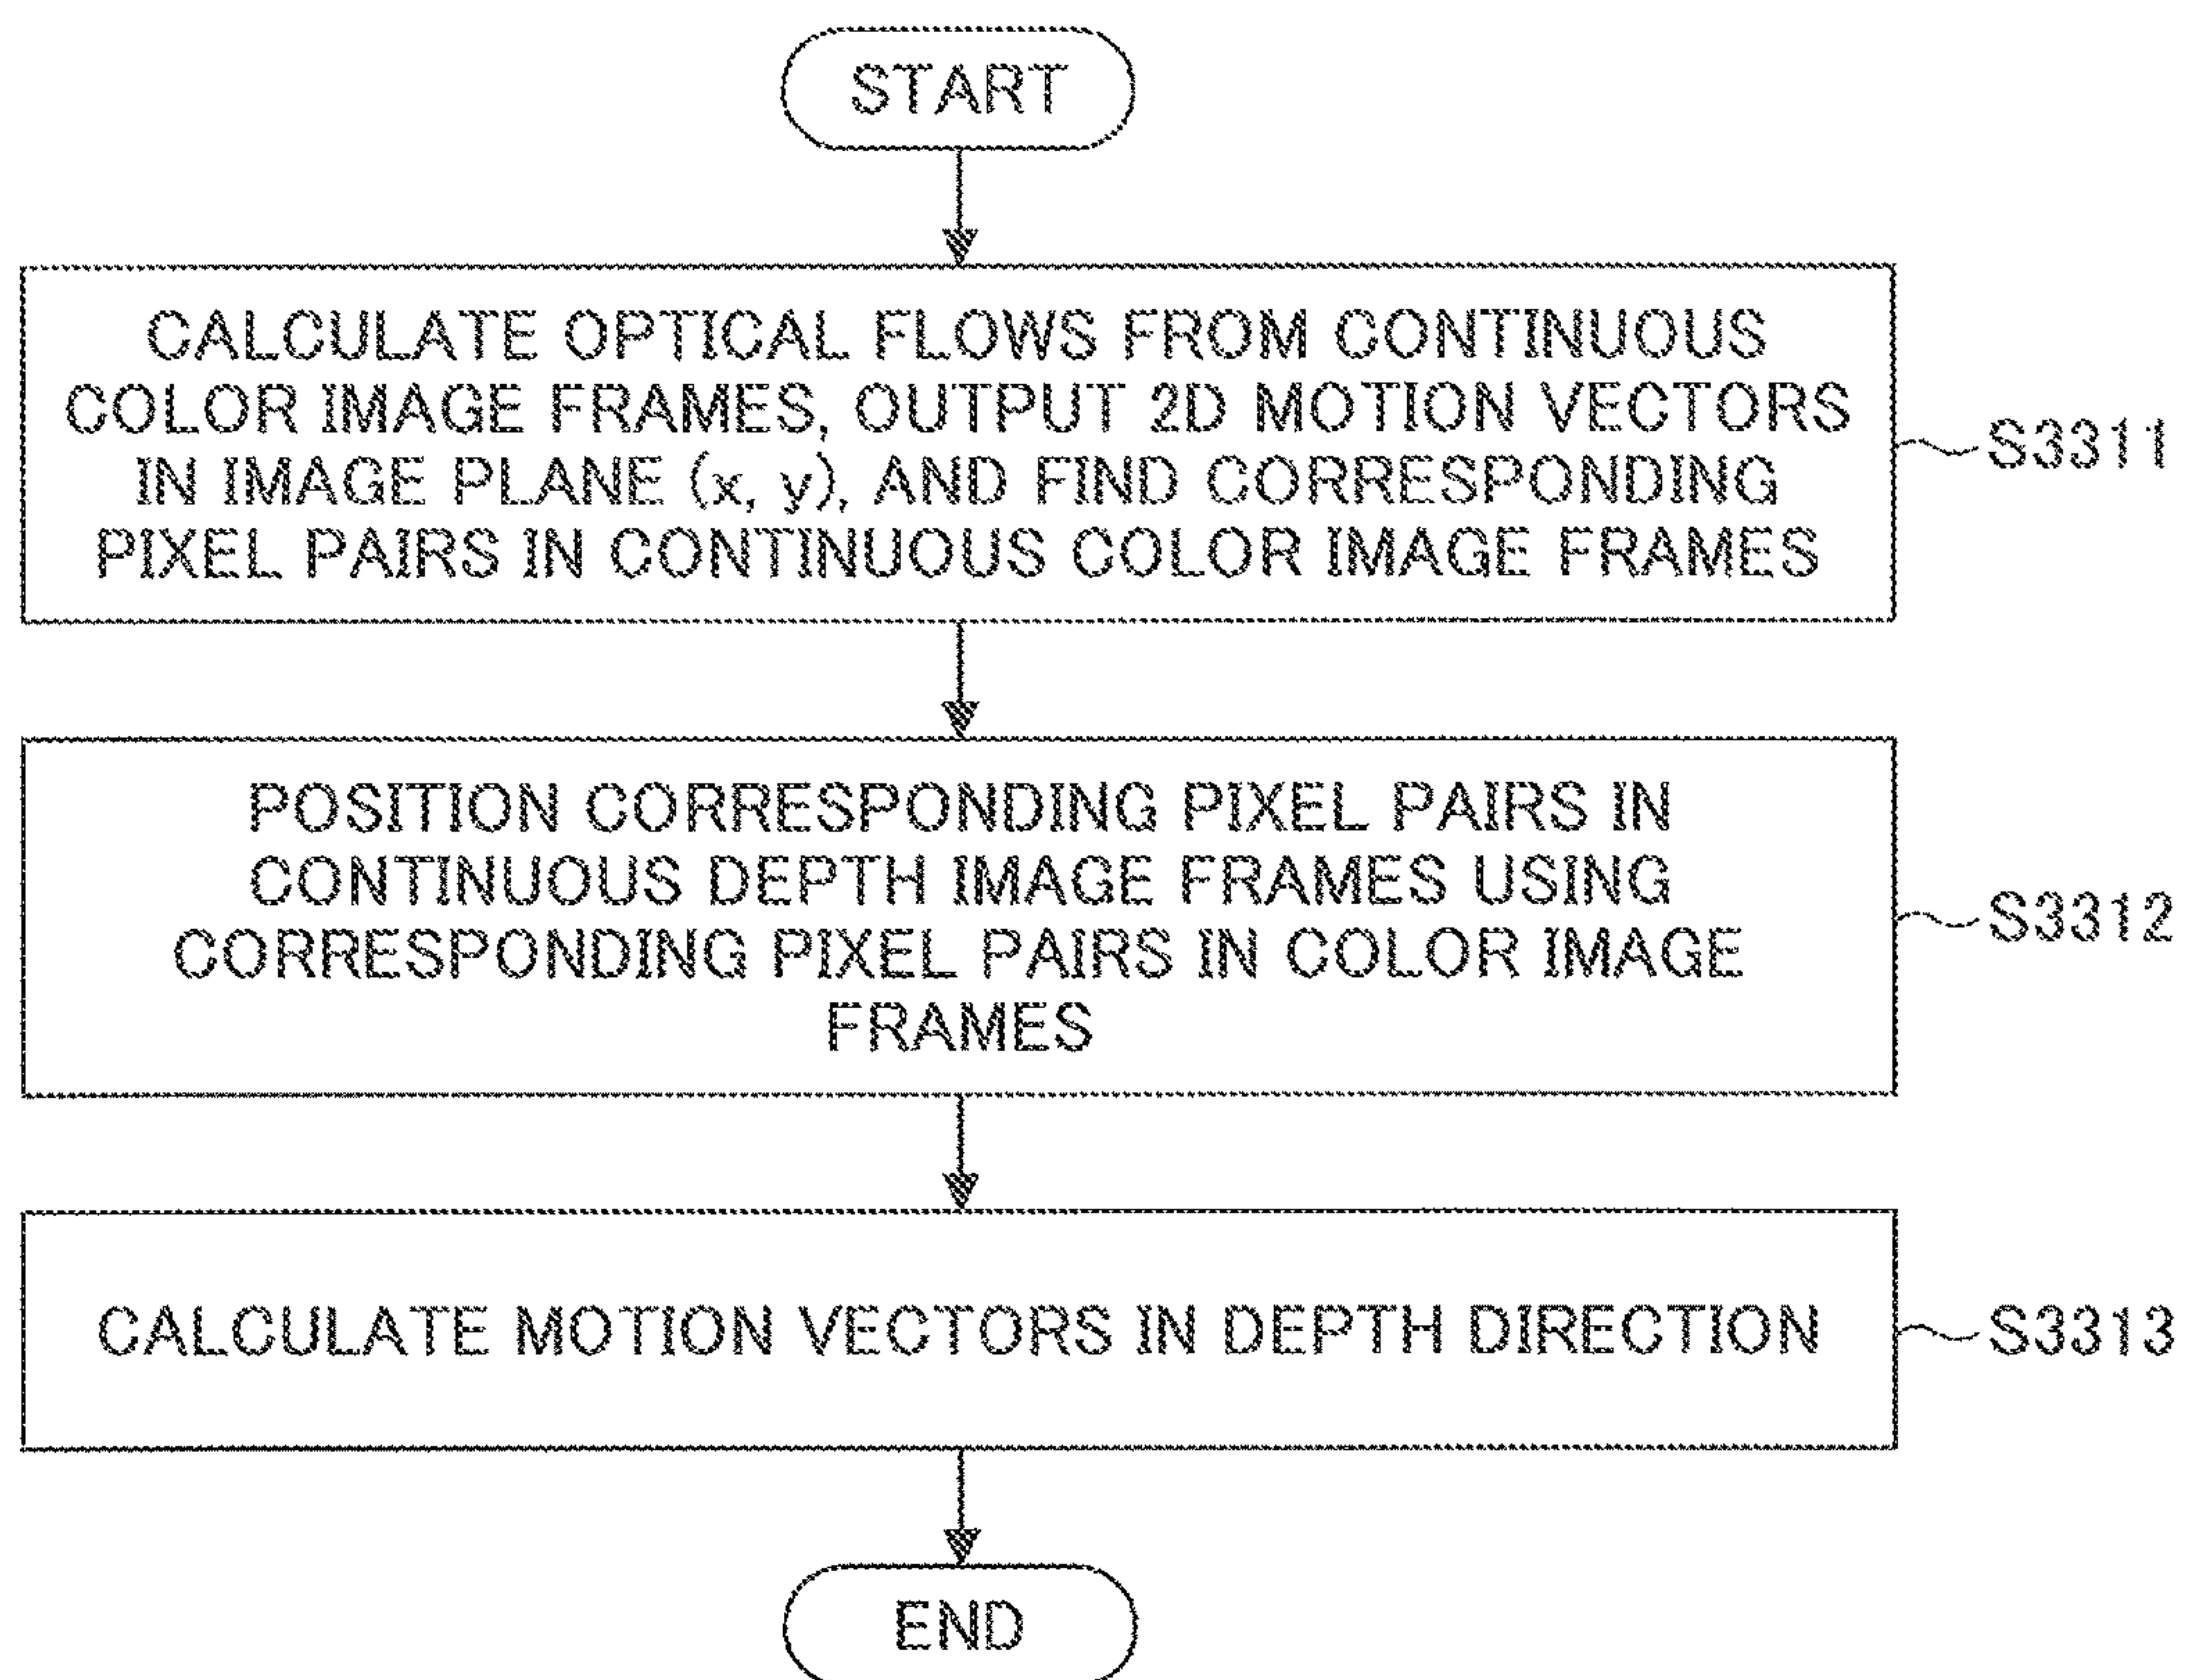 START
CALCULATE OPTICAL FLOWS FROM CONTINUOUS
COLOR IMAGE FRAMES, OUTPUT 2D MOTION VECTORS
IN IMAGE PLANE (x, y), AND FIND CORRESPONDING
PIXEL PAIRS IN CONTINUOUS COLOR IMAGE FRAMES
S3311
POSITION CORRESPONDING PIXEL PAIRS IN
CONTINUOUS DEPTH IMAGE FRAMES USING
CORRESPONDING PIXEL PAIRS IN COLOR IMAGE
FRAMES
S3312
CALCULATE MOTION VECTORS IN DEPTH DIRECTION
S3313
END